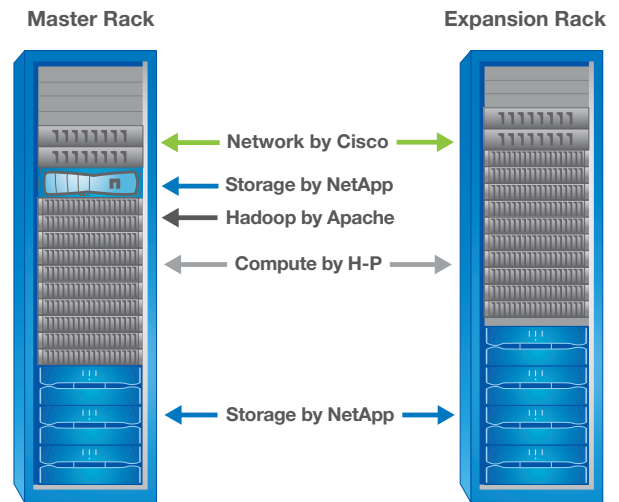 Master Rack
Expansion Rack
Network by Cisco
Storage by NetApp
Hadoop by Apache
Compute by H-P
Storage by NetApp